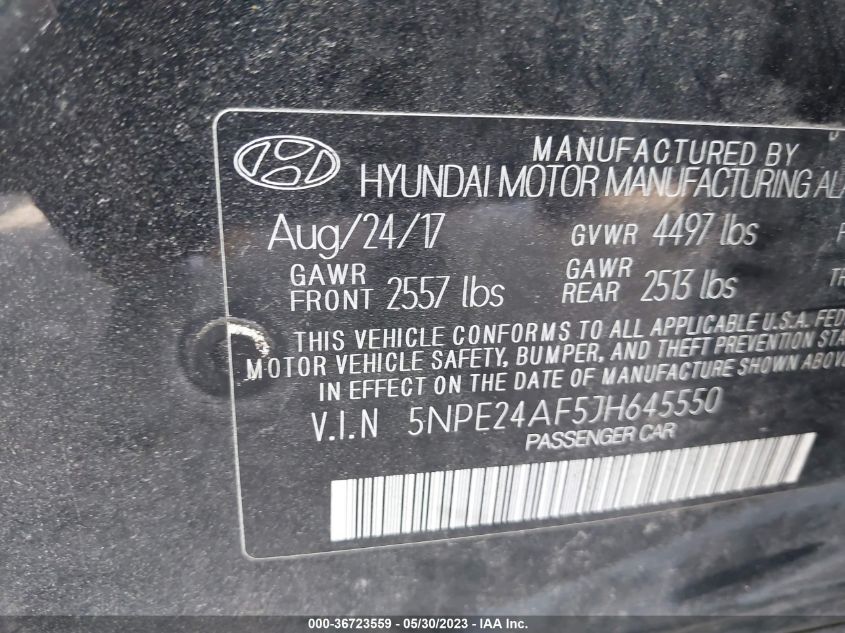 MANUFACTURED BY
HYUNDAI MOTOR MANUFACTURING
Aug/24/17 GVWR 4497 lbs
GAWR FRONT 2557 lbs GAWR REAR 2513 lbs
THIS VEHICLE CONFORMS TO ALL APPLICABLE U.S.A. FED
MOTOR VEHICLE SAFETY, BUMPER, AND THEFT PREVENTION STA
IN EFFECT ON THE DATE OF MANUFACTURE SHOWN ABOV
V.I.N 5NPE24AF5JH645550
PASSENGER CAR
000-36723559 - 05/30/2023 - IAA Inc.